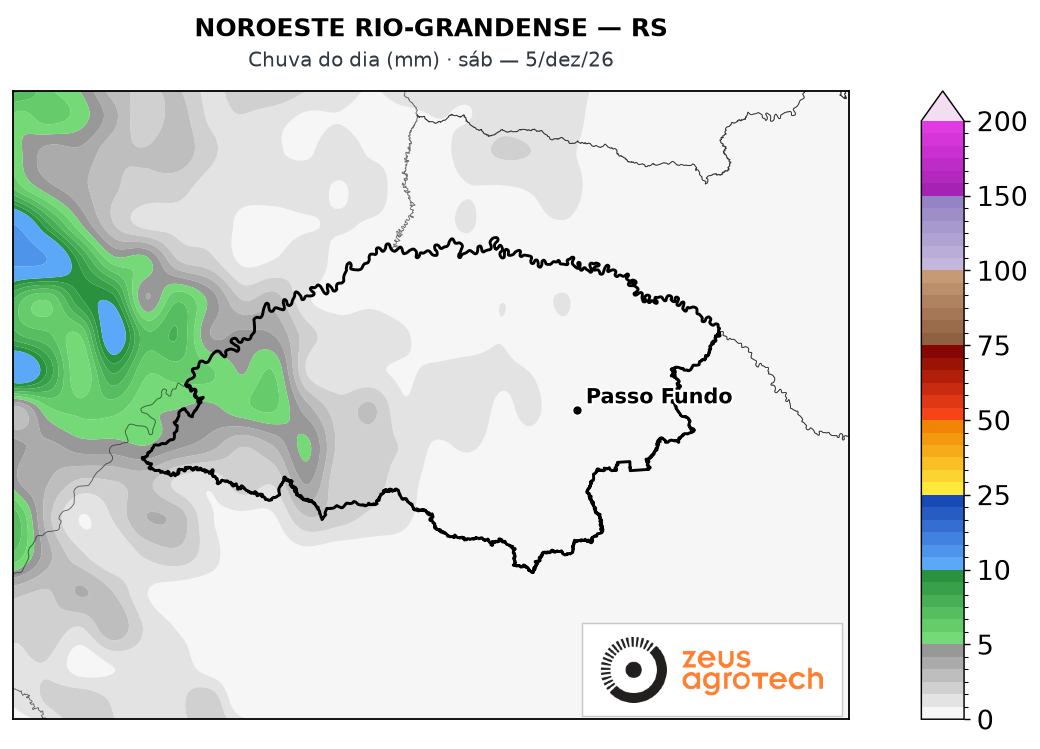 NOROESTE RIO-GRANDENSE — RS
Chuva do dia (mm) · sáb — 5/dez/26
200
150
100
75
50
25
10
5
0
Passo Fundo
zeus
agrotech